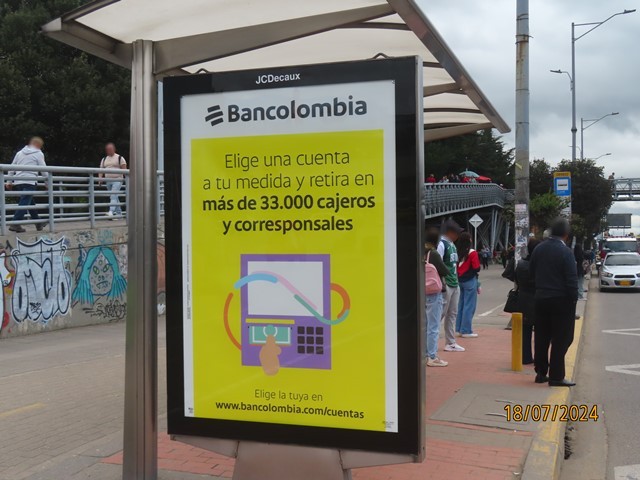 JCDecaux
Bancolombia
Elige una cuenta
a tu medida y retira en
más de 33.000 cajeros
y corresponsales
Elige la tuya en
www.bancolombia.com/cuentas
18/07/2024